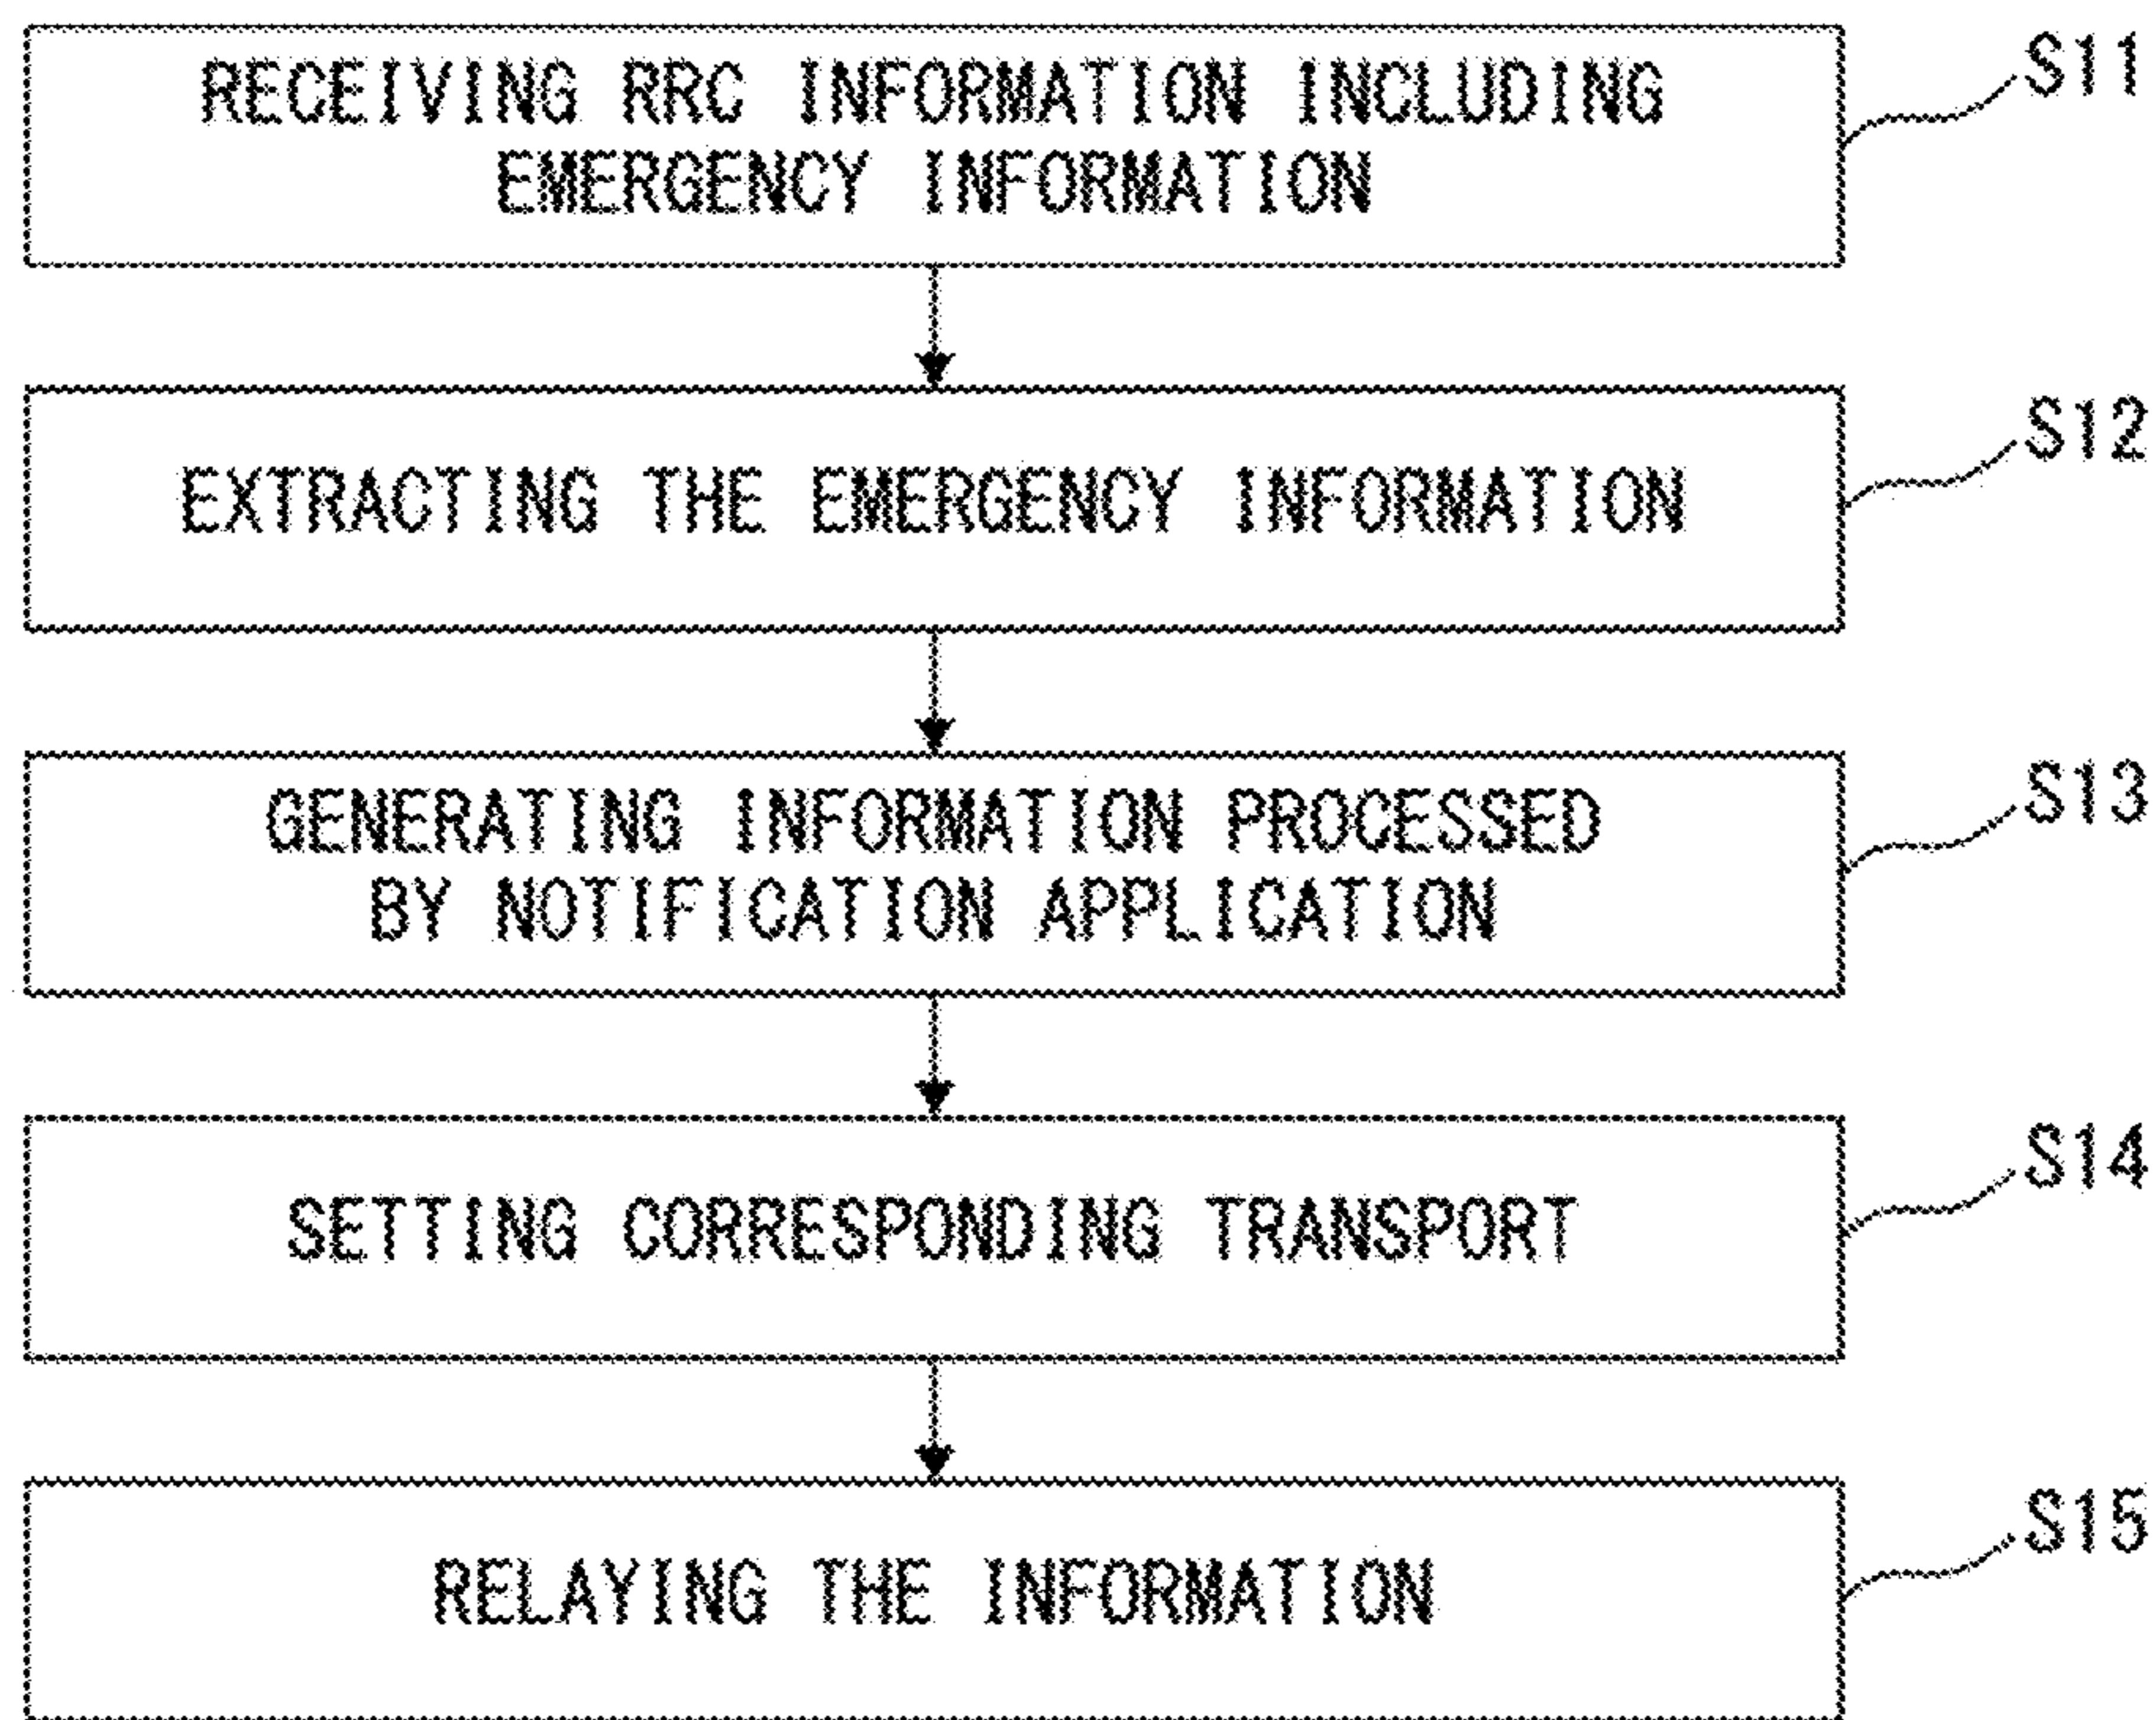 RECEIVING RRC INFORMATION INCLUDING
EMERGENCY INFORMATION
S11
EXTRACTING THE EMERGENCY INFORMATION
S12
GENERATING INFORMATION PROCESSED
BY NOTIFICATION APPLICATION
S13
SETTING CORRESPONDING TRANSPORT
S14
RELAYING THE INFORMATION
S15